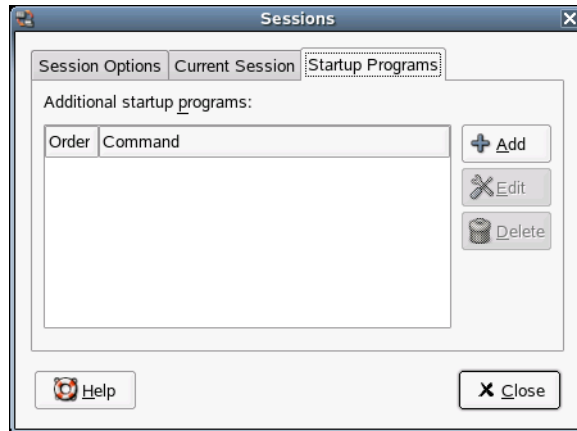 Sessions
Session Options Current Session Startup Programs
Additional startup programs:
Order Command
Add
Edit
Delete
Help
Close